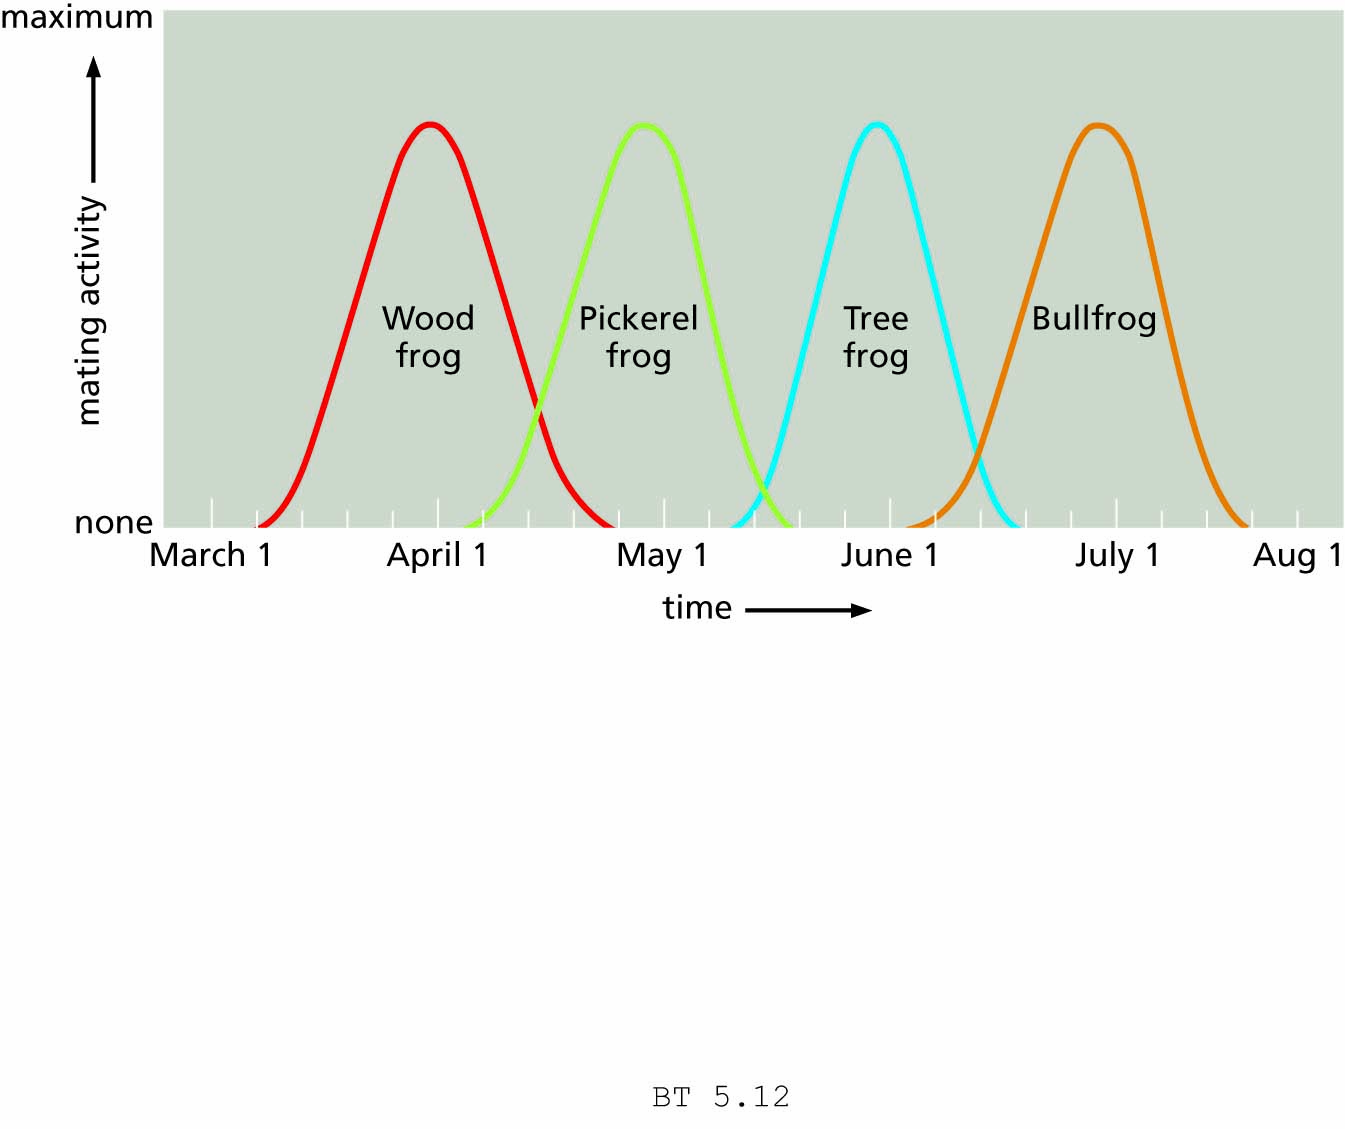 maximum
mating activity
none
Wood
frog
Pickerel
frog
Tree
frog
Bullfrog
March 1
April 1
May 1
June 1
July 1
Aug 1
time
BT 5.12